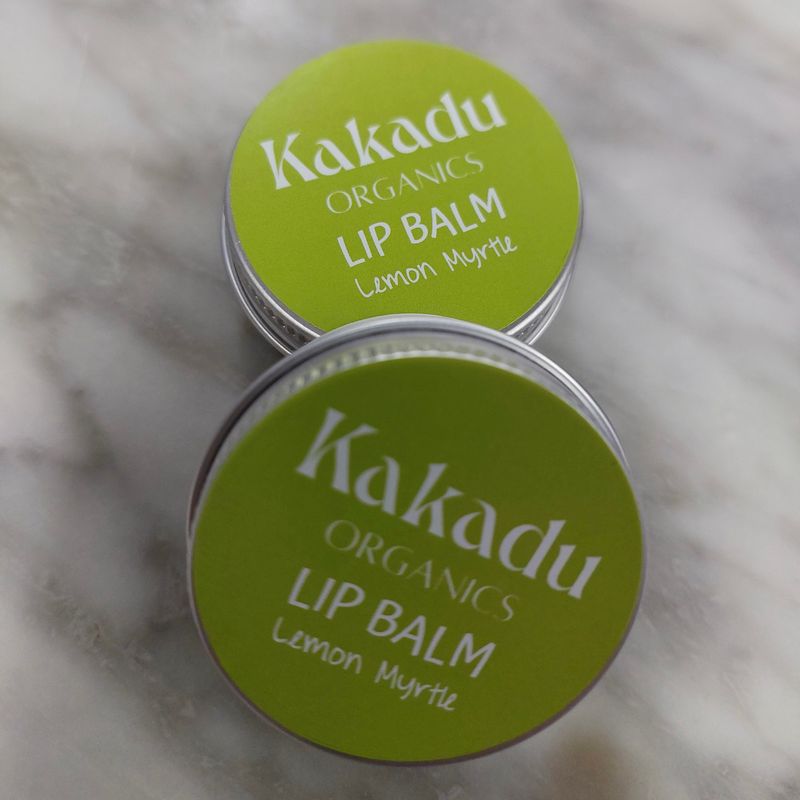 Kakadu
ORGANICS
LIP BALM
Lemon Myrtle
Kakadu
ORGANICS
LIP BALM
Lemon Myrtle